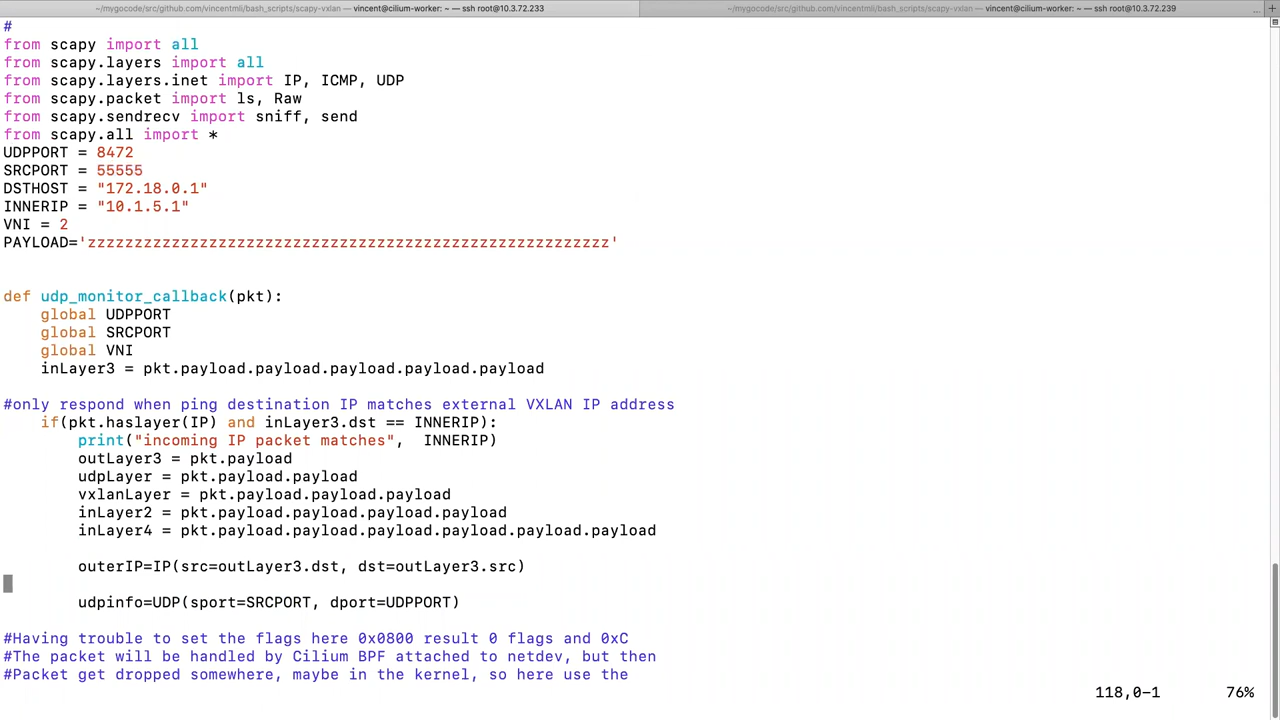 ~/mygocode/src/github.com/vincentmli/bash_scripts/scapy-vxlan — vincent@cilium-worker: ~ — ssh root@10.3.72.233
~/mygocode/src/github.com/vincentmli/bash_scripts/scapy-vxlan — vincent@cilium-worker: ~ — ssh root@10.3.72.239 ... +
#
from scapy import all
from scapy.layers import all
from scapy.layers.inet import IP, ICMP, UDP
from scapy.packet import ls, Raw
from scapy.sendrecv import sniff, send
from scapy.all import *
UDPPORT = 8472
SRCPORT = 55555
DSTHOST = "172.18.0.1"
INNERIP = "10.1.5.1"
VNI = 2
PAYLOAD='zzzzzzzzzzzzzzzzzzzzzzzzzzzzzzzzzzzzzzzzzzzzzzzzzzzzzzzz'
def udp_monitor_callback(pkt):
global UDPPORT
global SRCPORT
global VNI
inLayer3 = pkt.payload.payload.payload.payload.payload
#only respond when ping destination IP matches external VXLAN IP address
if(pkt.haslayer(IP) and inLayer3.dst == INNERIP):
print("incoming IP packet matches",  INNERIP)
outLayer3 = pkt.payload
udpLayer = pkt.payload.payload
vxlanLayer = pkt.payload.payload.payload
inLayer2 = pkt.payload.payload.payload.payload
inLayer4 = pkt.payload.payload.payload.payload.payload.payload
outerIP=IP(src=outLayer3.dst, dst=outLayer3.src)
udpinfo=UDP(sport=SRCPORT, dport=UDPPORT)
#Having trouble to set the flags here 0x0800 result 0 flags and 0xC
#The packet will be handled by Cilium BPF attached to netdev, but then
#Packet get dropped somewhere, maybe in the kernel, so here use the
118,0-1 76%